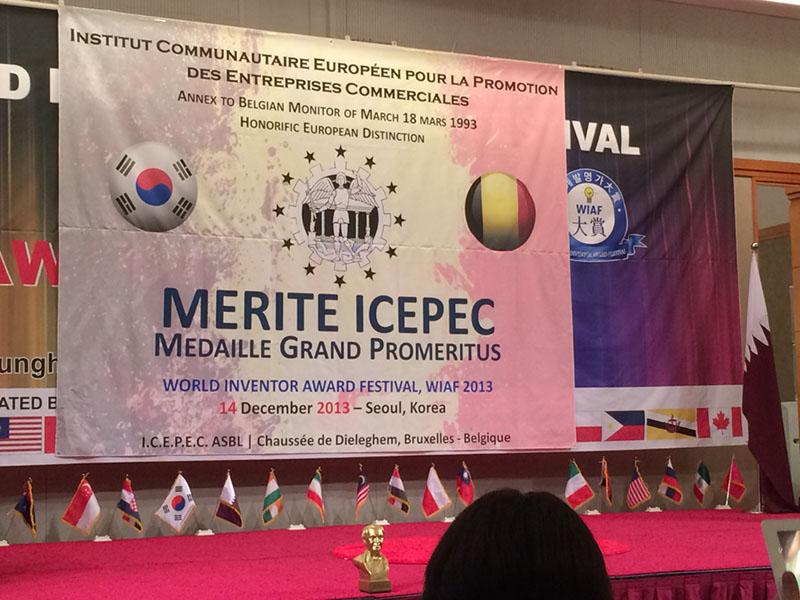 INSTITUT COMMUNAUTAIRE EUROPÉEN POUR LA PROMOTION
DES ENTREPRISES COMMERCIALES
ANNEX TO BELGIAN MONITOR OF MARCH 18 MARS 1993
HONORIFIC EUROPEAN DISTINCTION
MERITE ICEPEC
MEDAILLE GRAND PROMERITUS
WORLD INVENTOR AWARD FESTIVAL, WIAF 2013
14 December 2013 – Seoul, Korea
I.C.E.P.E.C. ASBL | Chaussée de Dieleghem, Bruxelles - Belgique
D
IVAL
AW
ungh
ATED B
WIAF
大賞